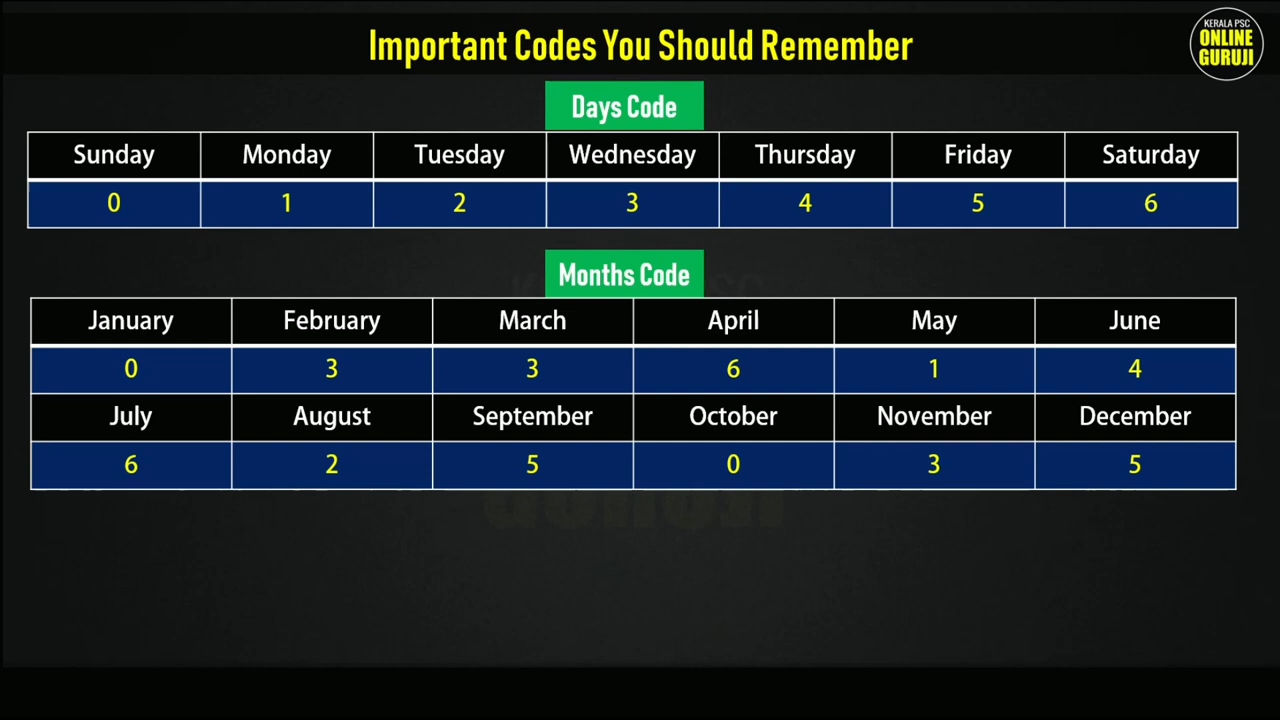 Important Codes You Should Remember
KERALA PSC
ONLINE
GURUJI
Days Code
Sunday Monday Tuesday Wednesday Thursday Friday Saturday
0 1 2 3 4 5 6
Months Code
January February March April May June
0 3 3 6 1 4
July August September October November December
6 2 5 0 3 5